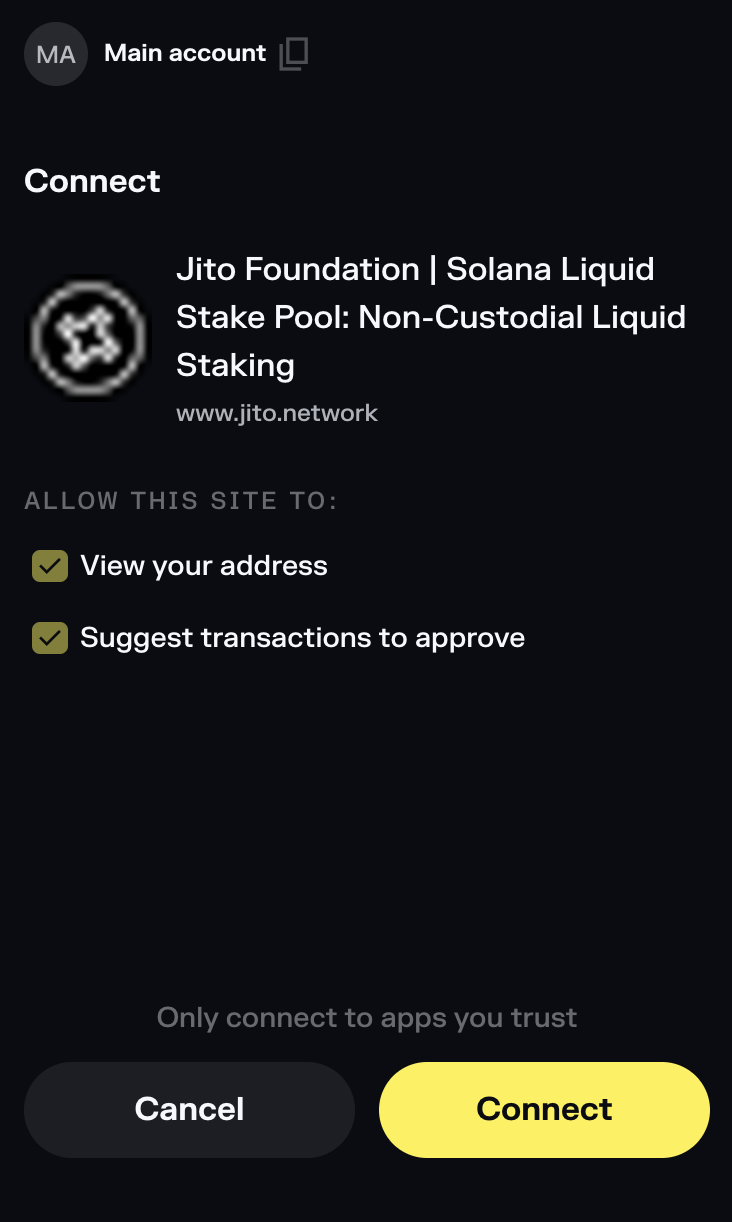 MA
Main account
Connect
Jito Foundation | Solana Liquid
Stake Pool: Non-Custodial Liquid
Staking
www.jito.network
ALLOW THIS SITE TO:
View your address
Suggest transactions to approve
Only connect to apps you trust
Cancel
Connect